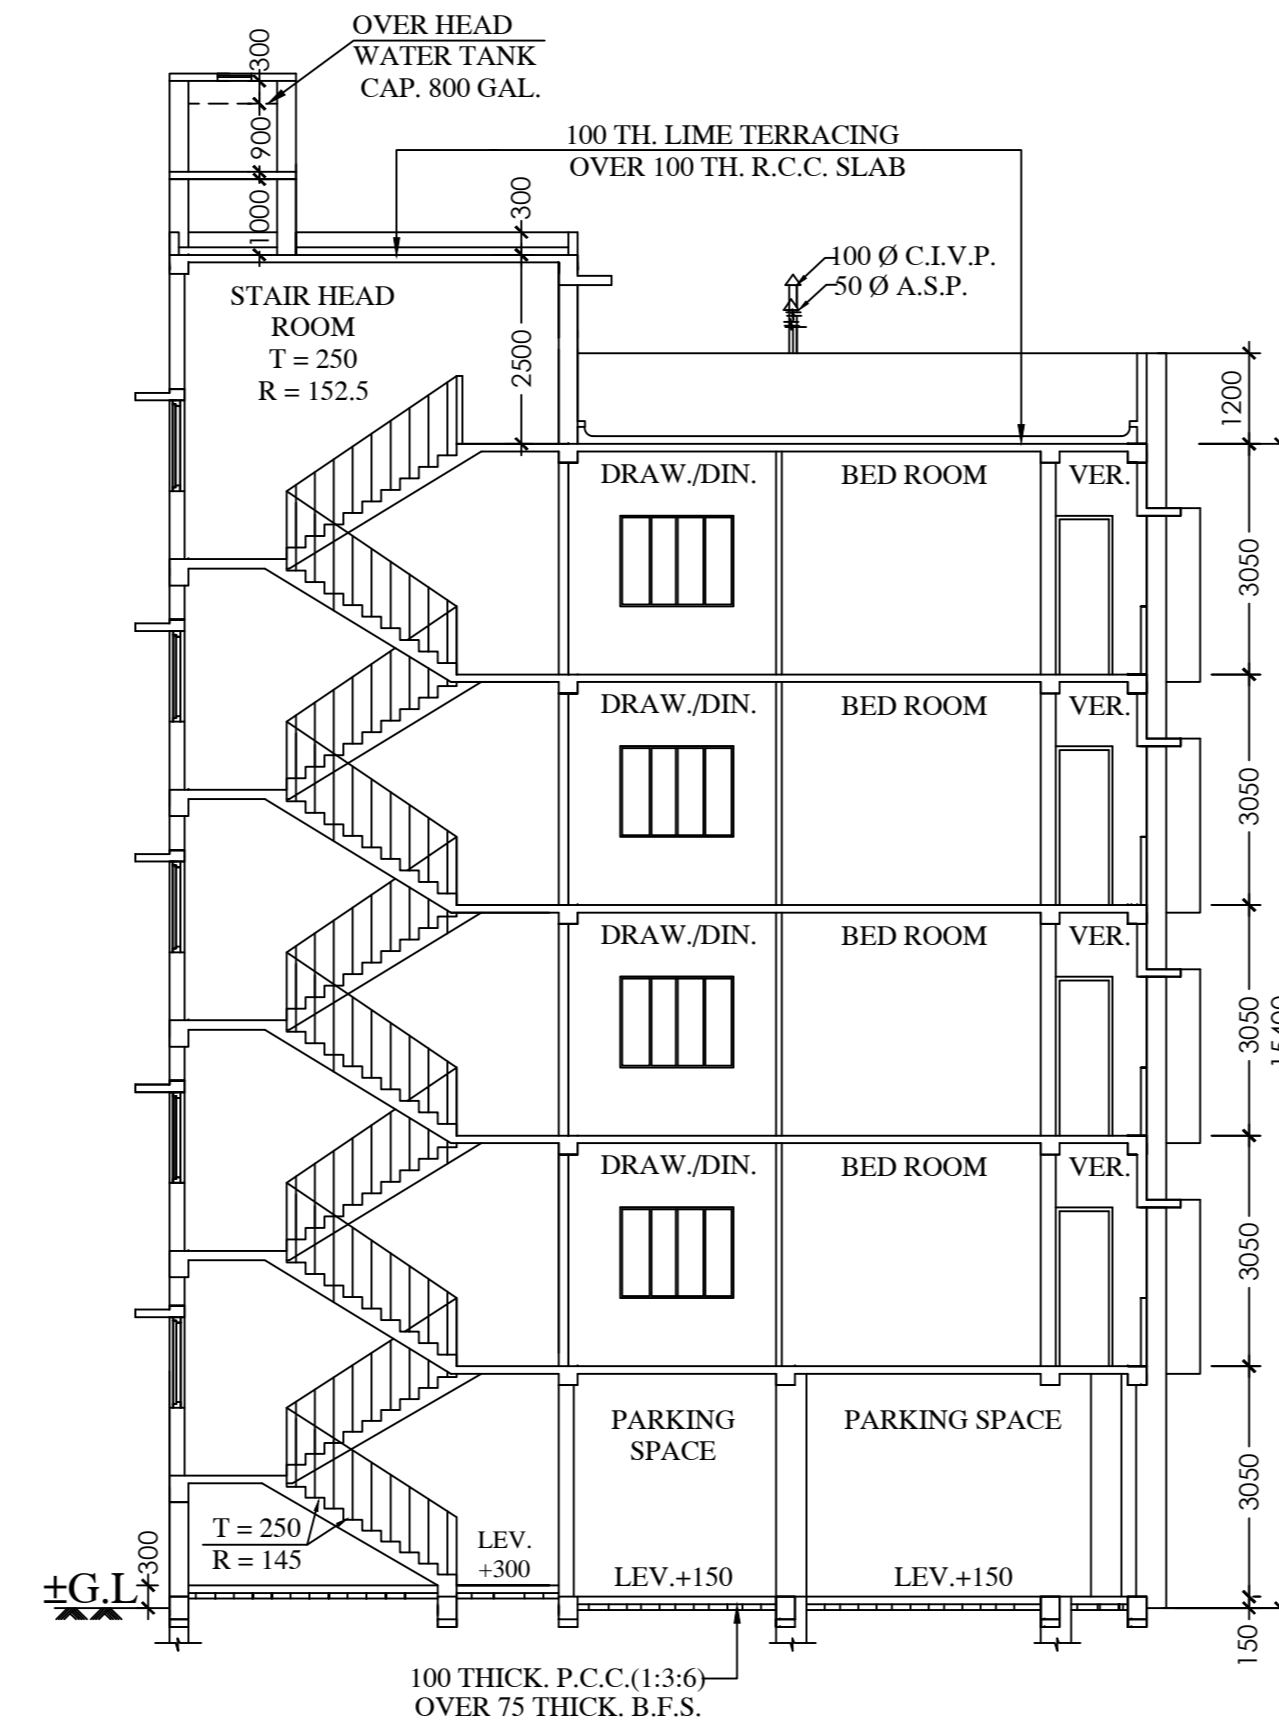 OVER HEAD
WATER TANK
CAP. 800 GAL.
300
900
1000
100 TH. LIME TERRACING
OVER 100 TH. R.C.C. SLAB
300
100 Ø C.I.V.P.
50 Ø A.S.P.
STAIR HEAD
ROOM
T = 250
R = 152.5
2500
1200
DRAW./DIN.
BED ROOM
VER.
3050
DRAW./DIN.
BED ROOM
VER.
3050
DRAW./DIN.
BED ROOM
VER.
3050
DRAW./DIN.
BED ROOM
VER.
3050
PARKING
SPACE
PARKING SPACE
3050
T = 250
R = 145
LEV.
+300
LEV.+150
LEV.+150
300
±G.L
150
100 THICK. P.C.C.(1:3:6)
OVER 75 THICK. B.F.S.